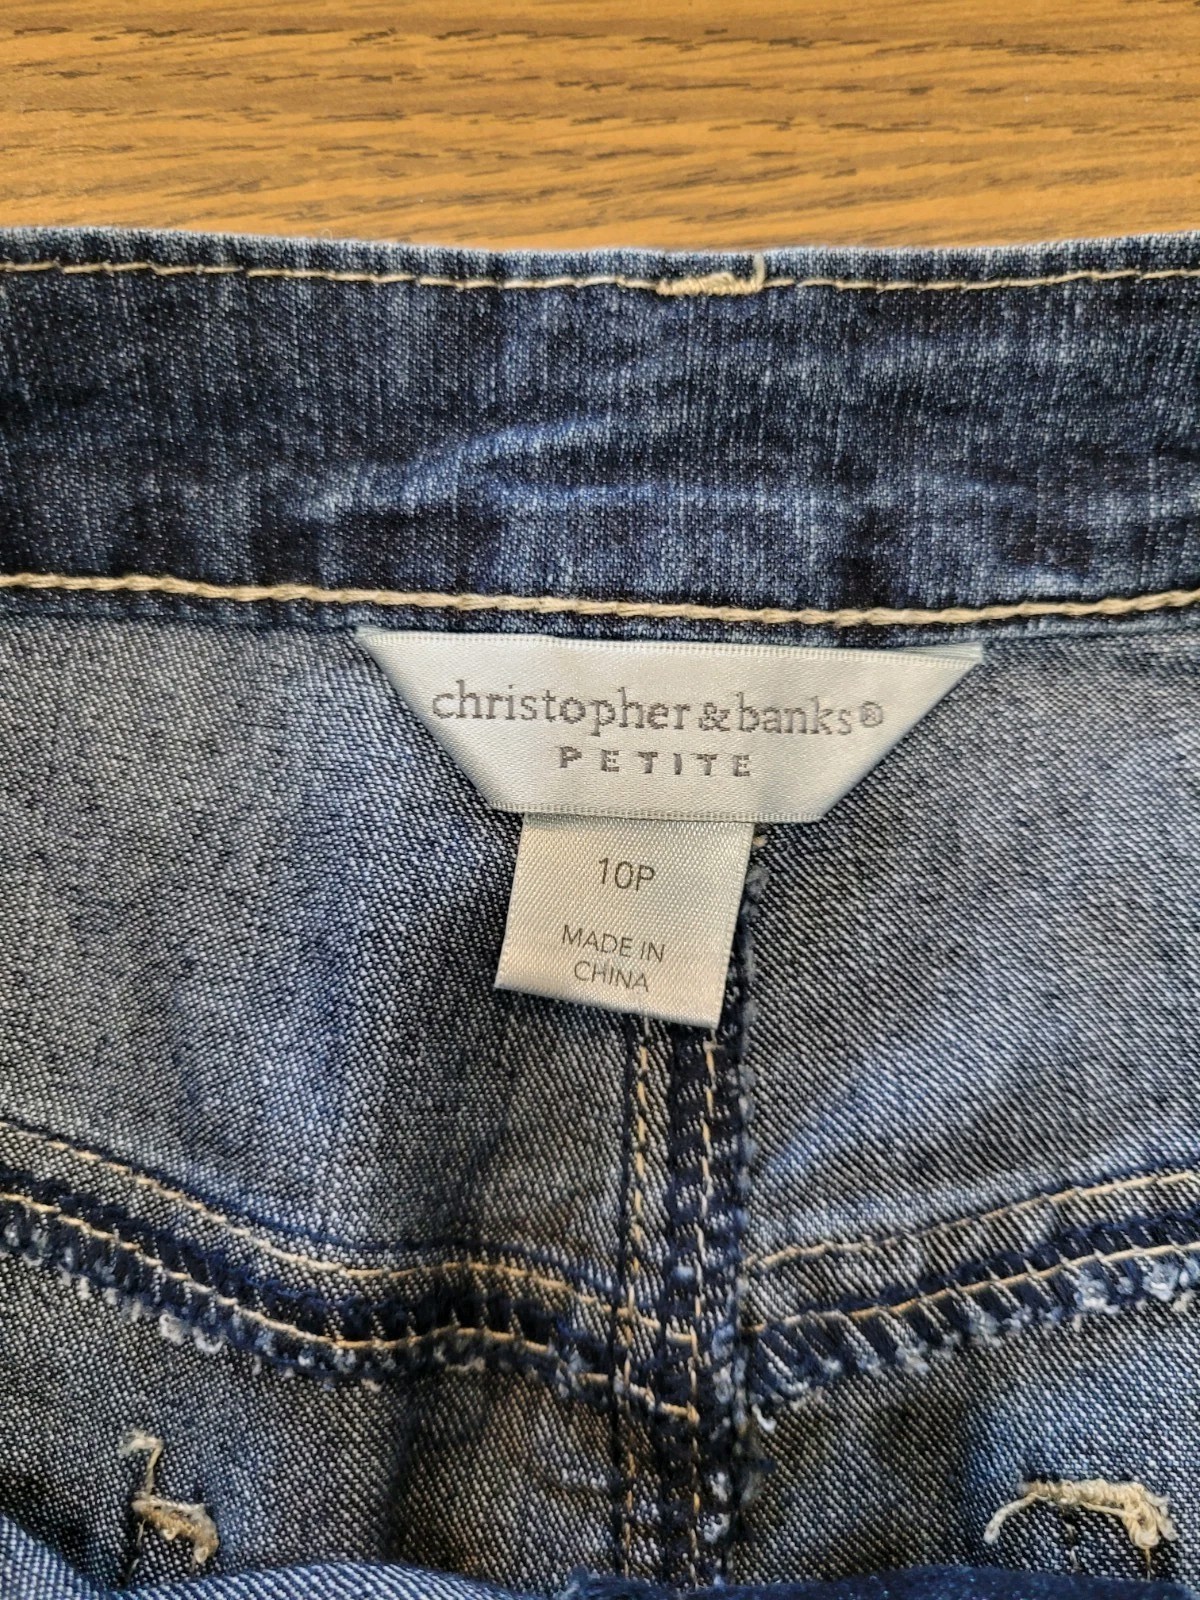 christopher & banks®
PETITE
10P
MADE IN
CHINA